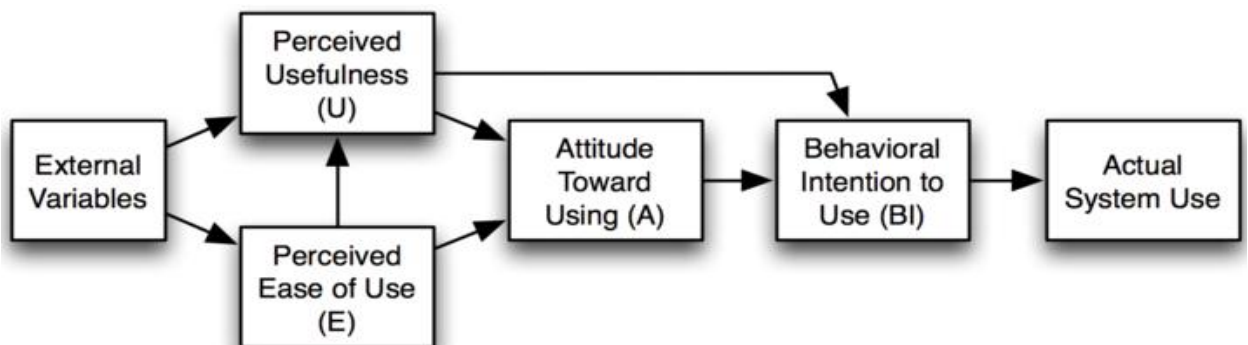 External
Variables
Perceived
Usefulness
(U)
Perceived
Ease of Use
(E)
Attitude
Toward
Using (A)
Behavioral
Intention to
Use (BI)
Actual
System Use